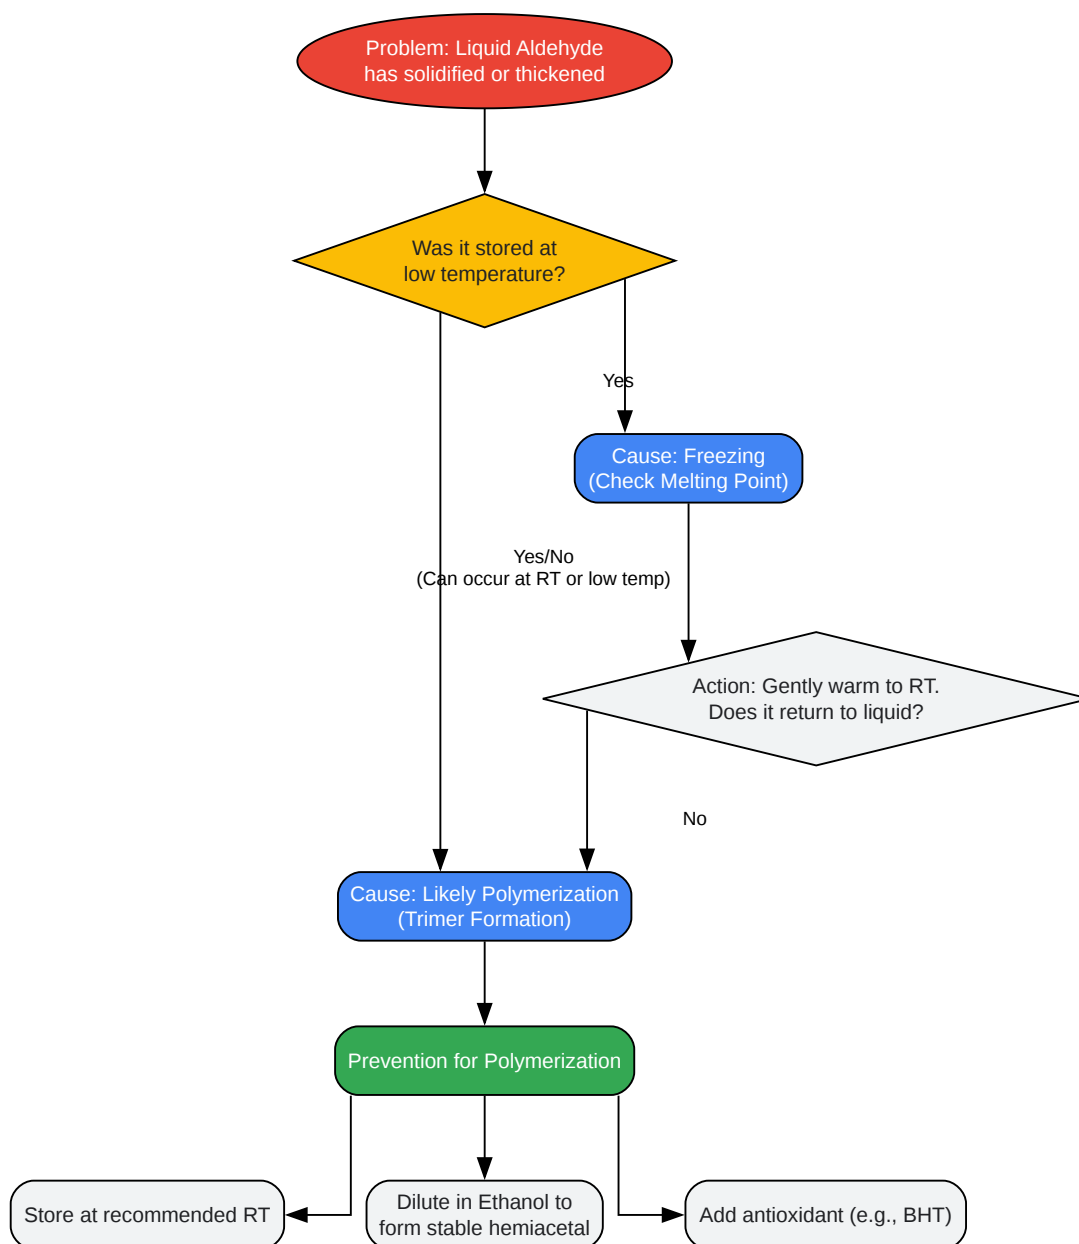 Problem: Liquid Aldehyde
has solidified or thickened
Was it stored at
low temperature?
Yes
Cause: Freezing
(Check Melting Point)
Yes/No
(Can occur at RT or low temp)
Action: Gently warm to RT.
Does it return to liquid?
No
Cause: Likely Polymerization
(Trimer Formation)
Prevention for Polymerization
Store at recommended RT
Dilute in Ethanol to
form stable hemiacetal
Add antioxidant (e.g., BHT)